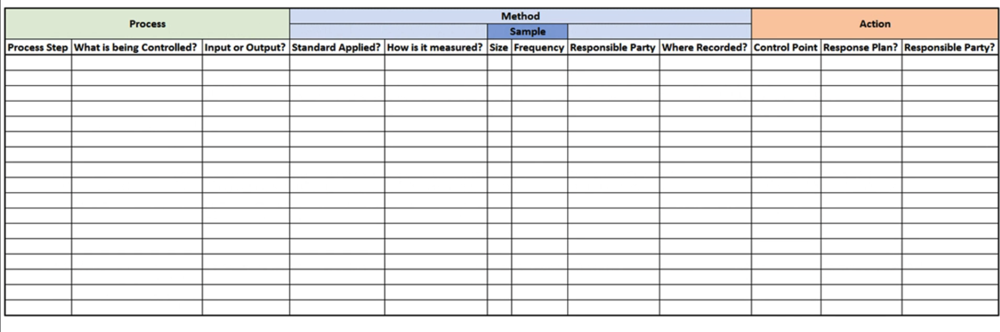 Process
Method
Action
Sample
Process Step What is being Controlled? Input or Output? Standard Applied? How is it measured? Size Frequency Responsible Party Where Recorded? Control Point Response Plan? Responsible Party?